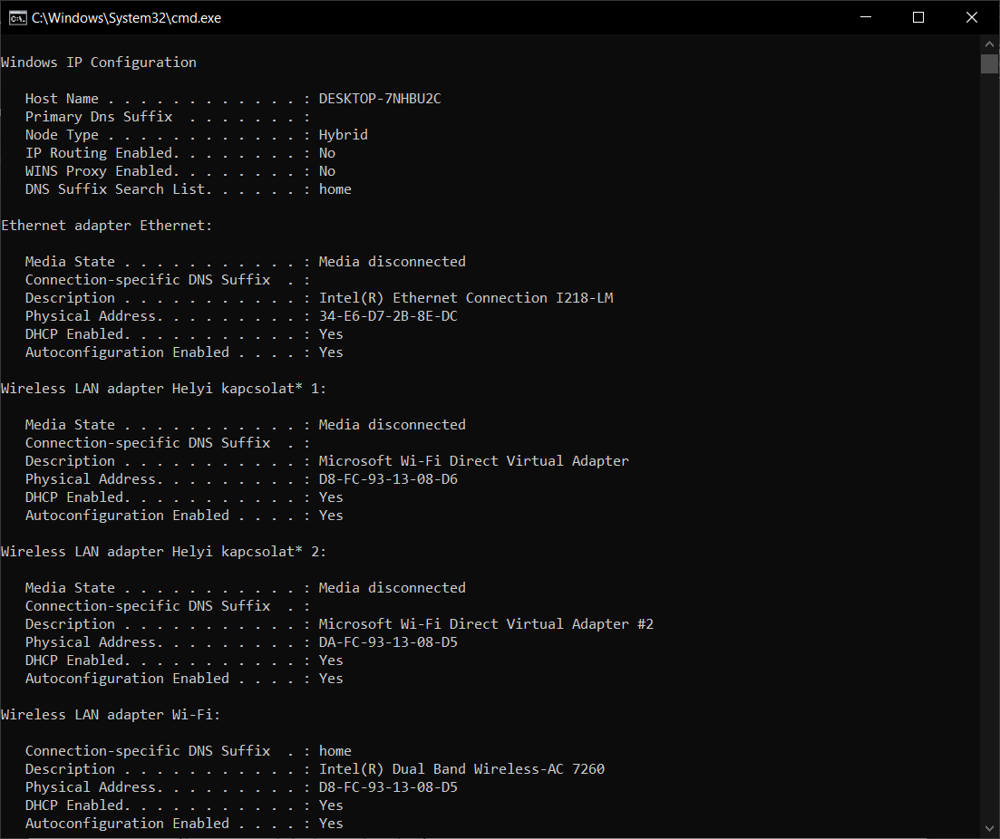 C:\Windows\System32\cmd.exe
Windows IP Configuration
Host Name . . . . . . . . . . . . : DESKTOP-7NHBU2C
Primary Dns Suffix  . . . . . . . :
Node Type . . . . . . . . . . . . : Hybrid
IP Routing Enabled. . . . . . . . : No
WINS Proxy Enabled. . . . . . . . : No
DNS Suffix Search List. . . . . . : home
Ethernet adapter Ethernet:
Media State . . . . . . . . . . . : Media disconnected
Connection-specific DNS Suffix  . :
Description . . . . . . . . . . . : Intel(R) Ethernet Connection I218-LM
Physical Address. . . . . . . . . : 34-E6-D7-2B-8E-DC
DHCP Enabled. . . . . . . . . . . : Yes
Autoconfiguration Enabled . . . . : Yes
Wireless LAN adapter Helyi kapcsolat* 1:
Media State . . . . . . . . . . . : Media disconnected
Connection-specific DNS Suffix  . :
Description . . . . . . . . . . . : Microsoft Wi-Fi Direct Virtual Adapter
Physical Address. . . . . . . . . : D8-FC-93-13-08-D6
DHCP Enabled. . . . . . . . . . . : Yes
Autoconfiguration Enabled . . . . : Yes
Wireless LAN adapter Helyi kapcsolat* 2:
Media State . . . . . . . . . . . : Media disconnected
Connection-specific DNS Suffix  . :
Description . . . . . . . . . . . : Microsoft Wi-Fi Direct Virtual Adapter #2
Physical Address. . . . . . . . . : DA-FC-93-13-08-D5
DHCP Enabled. . . . . . . . . . . : Yes
Autoconfiguration Enabled . . . . : Yes
Wireless LAN adapter Wi-Fi:
Connection-specific DNS Suffix  . : home
Description . . . . . . . . . . . : Intel(R) Dual Band Wireless-AC 7260
Physical Address. . . . . . . . . : D8-FC-93-13-08-D5
DHCP Enabled. . . . . . . . . . . : Yes
Autoconfiguration Enabled . . . . : Yes